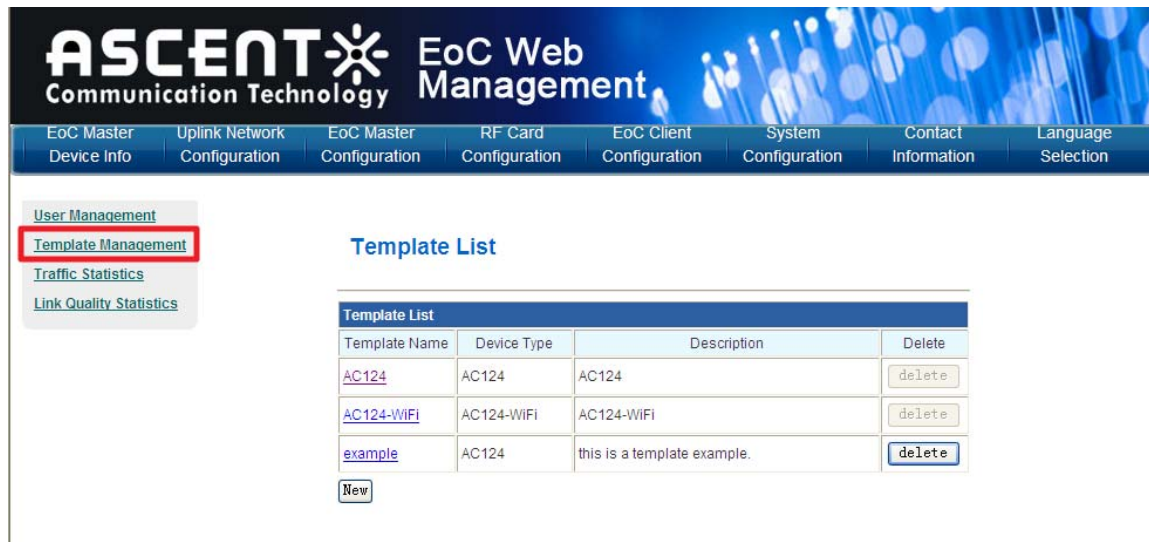 ASCENT
Communication Technology
EoC Web
Management
EoC Master
Device Info
Uplink Network
Configuration
EoC Master
Configuration
RF Card
Configuration
EoC Client
Configuration
System
Configuration
Contact
Information
Language
Selection
User Management
Template Management
Traffic Statistics
Link Quality Statistics
Template List
Template List
Template Name Device Type Description Delete
AC124 AC124 AC124 delete
AC124-WiFi AC124-WiFi AC124-WiFi delete
example AC124 this is a template example. delete
New